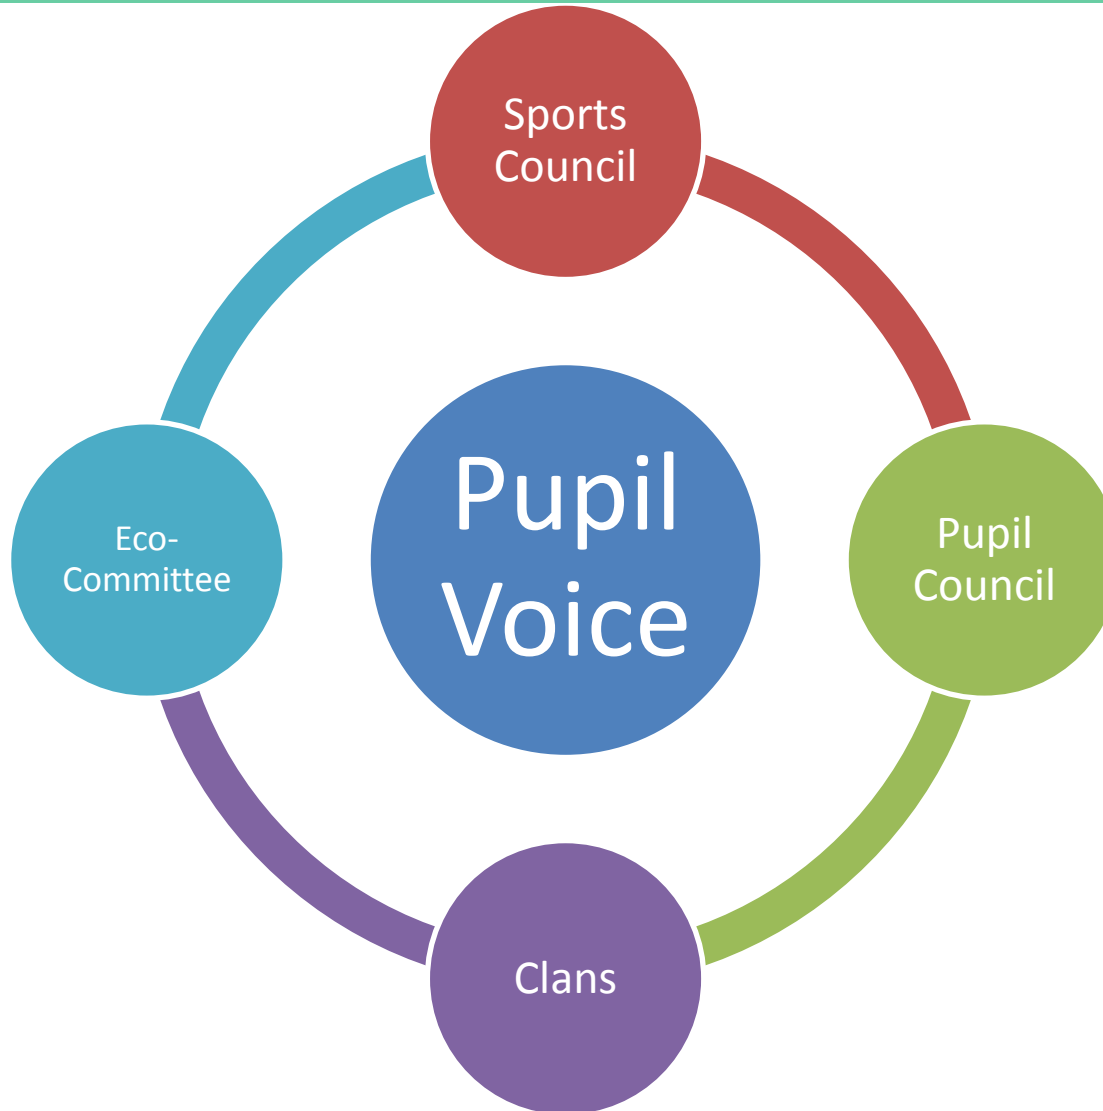 Sports
Council
Pupil
Voice
Eco-
Committee
Pupil
Council
Clans